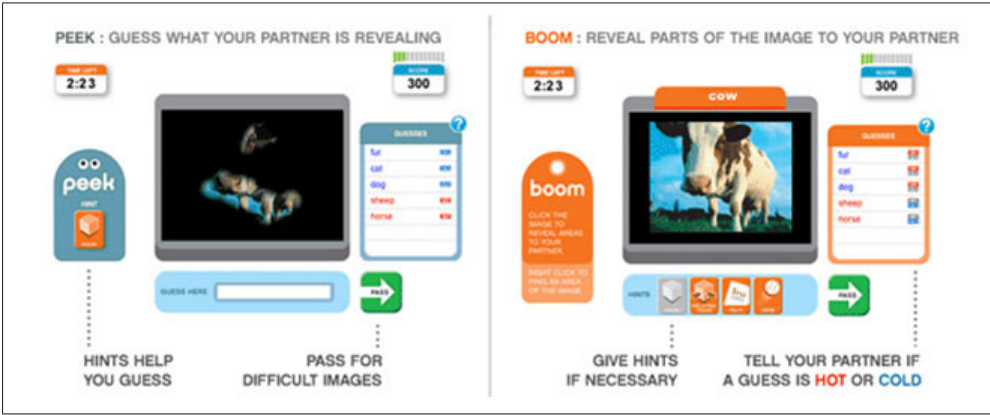 PEEK : GUESS WHAT YOUR PARTNER IS REVEALING
TIME LEFT
2:23
SCORE
300
GUESSES
?
fur
cat
dog
sheep
horse
peek
HINT
GUESS HERE
PASS
HINTS HELP
YOU GUESS
PASS FOR
DIFFICULT IMAGES
BOOM : REVEAL PARTS OF THE IMAGE TO YOUR PARTNER
TIME LEFT
2:23
SCORE
300
cow
GUESSES
?
fur
cat
dog
sheep
horse
boom
CLICK THE
IMAGE TO
REVEAL AREAS
TO YOUR
PARTNER.
RIGHT CLICK TO
PING AN AREA
OF THE IMAGE.
HINTS
PASS
GIVE HINTS
IF NECESSARY
TELL YOUR PARTNER IF
A GUESS IS HOT OR COLD